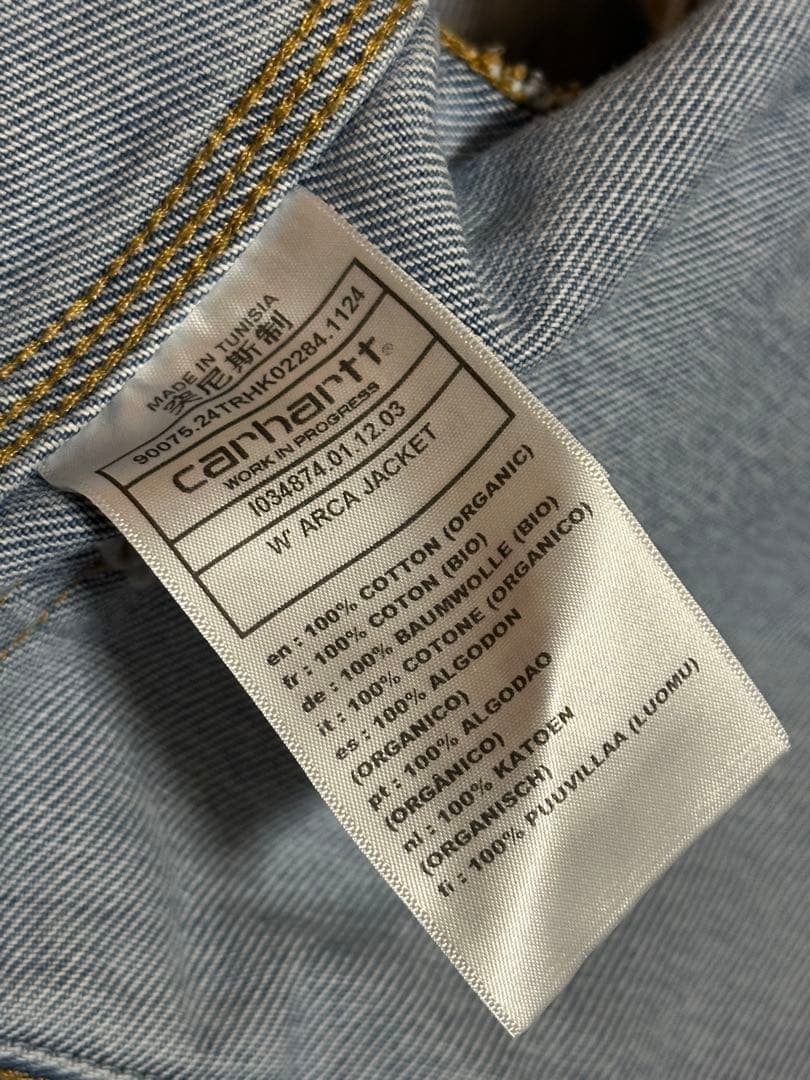 MADE IN TUNISIA
突尼斯制
90075.24TRHK02284.1124
carhartt®
WORK IN PROGRESS
I034874.01.12.03
W' ARCA JACKET
en : 100% COTTON (ORGANIC)
fr : 100% COTON (BIO)
de : 100% BAUMWOLLE (BIO)
it : 100% COTONE (ORGANICO)
es : 100% ALGODON
(ORGANICO)
pt : 100% ALGODAO
(ORGÂNICO)
nl : 100% KATOEN
(ORGANISCH)
fi : 100% PUUVILLAA (LUOMU)